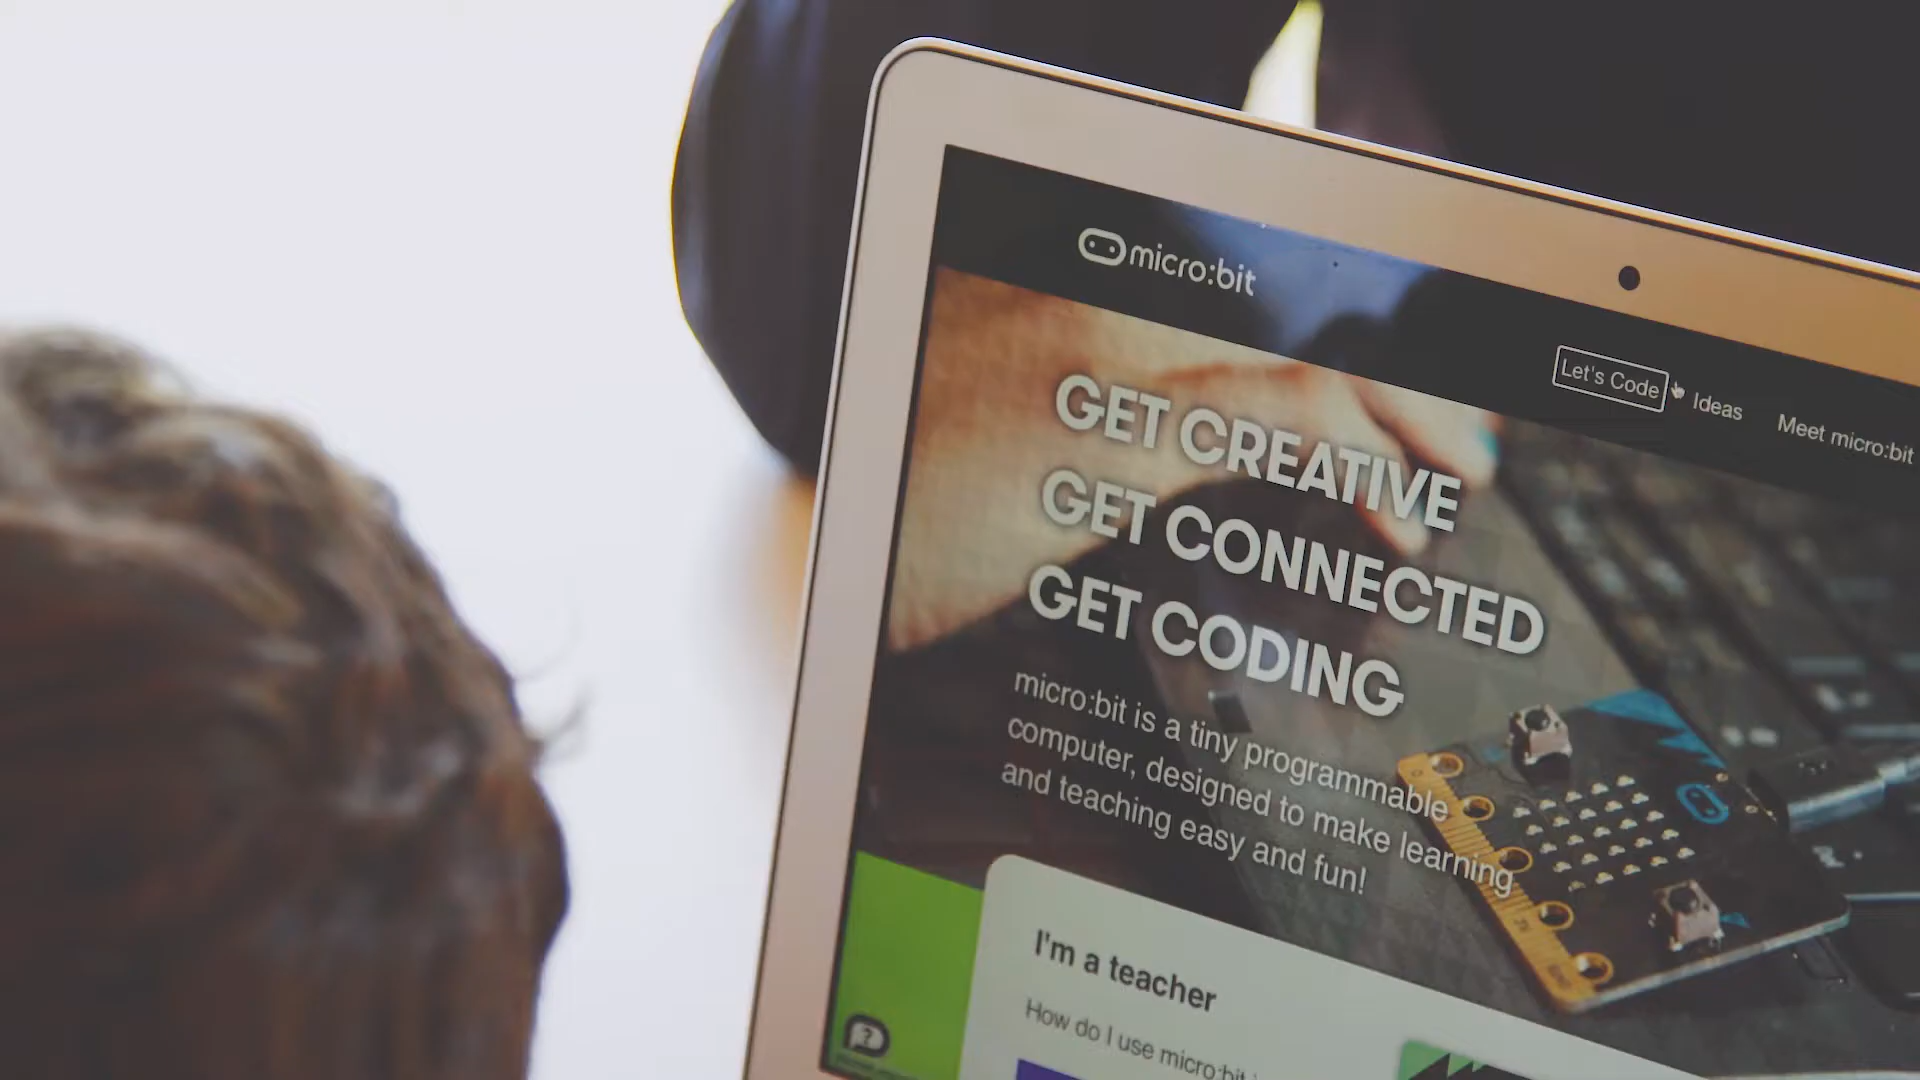 micro:bit
Let's Code
Ideas
Meet micro:bit
GET CREATIVE
GET CONNECTED
GET CODING
micro:bit is a tiny programmable
computer, designed to make learning
and teaching easy and fun!
I'm a teacher
How do I use micro:bit
?